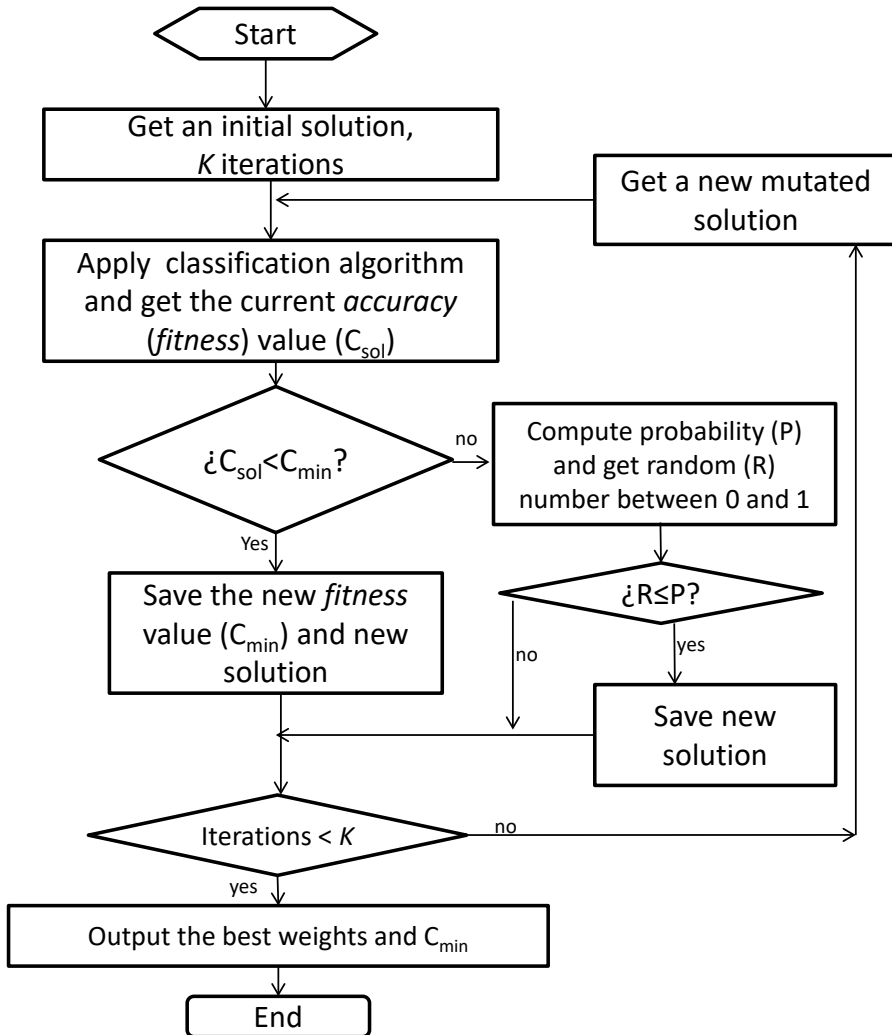 Start
Get an initial solution,
K iterations
Get a new mutated
solution
Apply classification algorithm
and get the current accuracy
(fitness) value (Csol)
¿Csol<Cmin?
no
Compute probability (P)
and get random (R)
number between 0 and 1
Yes
¿R≤P?
Save the new fitness
value (Cmin) and new
solution
no
yes
Save new
solution
Iterations < K
no
yes
Output the best weights and Cmin
End